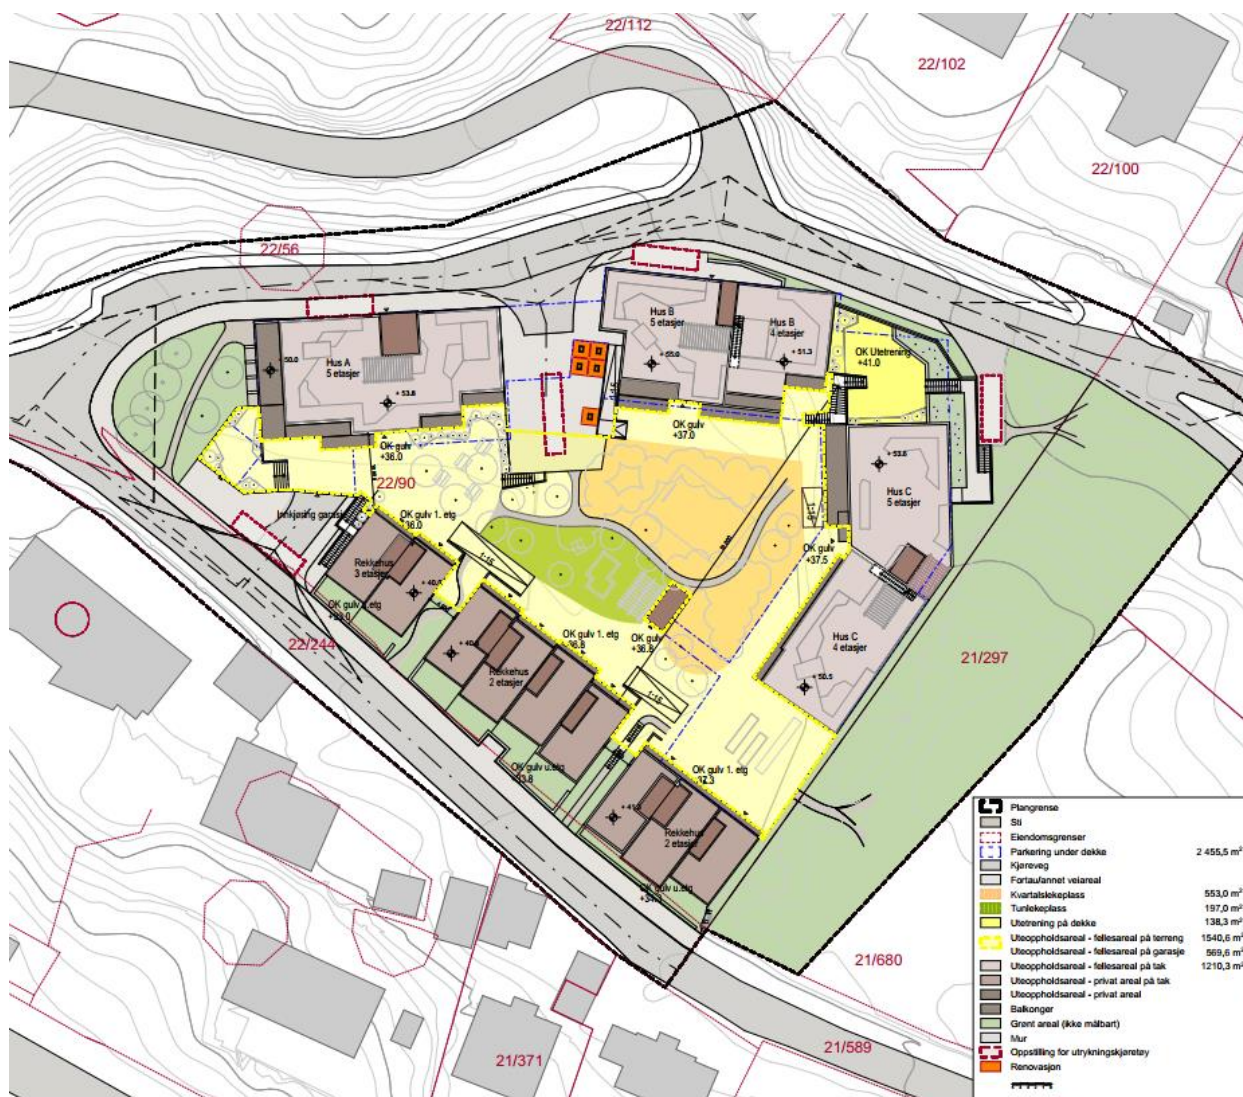 22/112
22/102
22/100
22/56
Hus B
5 etasjer
Hus B
4 etasjer
+ 55.0
+ 51.3
OK Utetrening
+41.0
Hus A
5 etasjer
+ 53.8
50.0
1:15
OK gulv
+37.0
OK gulv
+36.0
22/90
+ 53.8
Hus C
5 etasjer
Innkjøring garasje
OK gulv 1. etg
1:15
1:15
OK gulv
+37.5
Rekkehus
3 etasjer
OK gulv u.etg
22/244
OK gulv 1. etg
OK gulv
+36.8
Hus C
4 etasjer
21/297
Rekkehus
2 etasjer
1:15
+ 50.5
OK gulv u.etg
OK gulv 1. etg
Rekkehus
2 etasjer
OK gulv u.etg
21/680
21/589
21/371
Plangrense
Sti
Eiendomsgrenser
Parkering under dekke 2 455,5 m²
Kjøreveg
Fortau/annet veiareal
Kvartalslekeplass 553,0 m²
Tunlekeplass 197,0 m²
Utetrening på dekke 138,3 m²
Uteoppholdsareal - fellesareal på terreng 1540,6 m²
Uteoppholdsareal - fellesareal på garasje 569,6 m²
Uteoppholdsareal - fellesareal på tak 1210,3 m²
Uteoppholdsareal - privat areal på tak
Uteoppholdsareal - privat areal
Balkonger
Grønt areal (ikke målbart)
Mur
Oppstilling for utrykningskjøretøy
Renovasjon